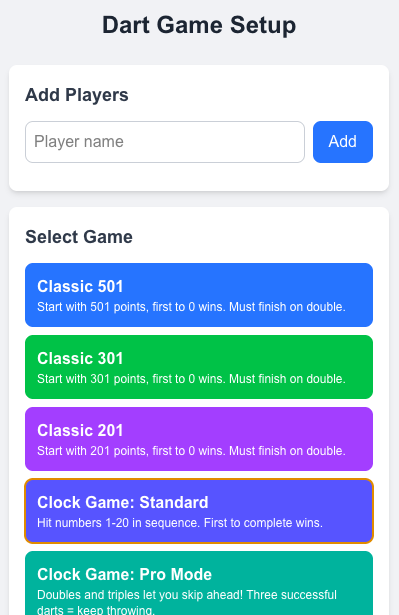 Dart Game Setup
Add Players
Player name
Add
Select Game
Classic 501
Start with 501 points, first to 0 wins. Must finish on double.
Classic 301
Start with 301 points, first to 0 wins. Must finish on double.
Classic 201
Start with 201 points, first to 0 wins. Must finish on double.
Clock Game: Standard
Hit numbers 1-20 in sequence. First to complete wins.
Clock Game: Pro Mode
Doubles and triples let you skip ahead! Three successful
darts = keep throwing.